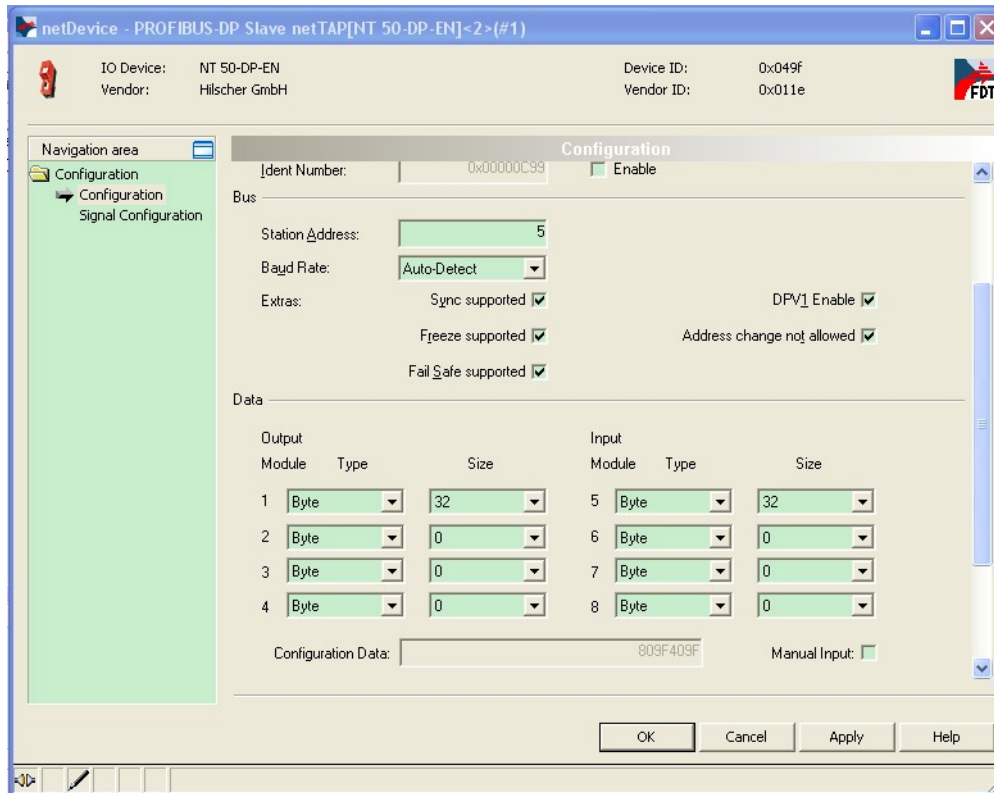 netDevice - PROFIBUS-DP Slave netTAP[NT 50-DP-EN]<2>(#1)
IO Device: NT 50-DP-EN Device ID: 0x049f
Vendor: Hilscher GmbH Vendor ID: 0x011e
FDT
Navigation area
Configuration
Configuration
Signal Configuration
Configuration
Ident Number: 0x00000C99 Enable
Bus
Station Address: 5
Baud Rate: Auto-Detect
Extras: Sync supported DPV1 Enable
Freeze supported Address change not allowed
Fail Safe supported
Data
Output Input
Module Type Size Module Type Size
1 Byte 32 5 Byte 32
2 Byte 0 6 Byte 0
3 Byte 0 7 Byte 0
4 Byte 0 8 Byte 0
Configuration Data: 809F409F Manual Input:
OK Cancel Apply Help